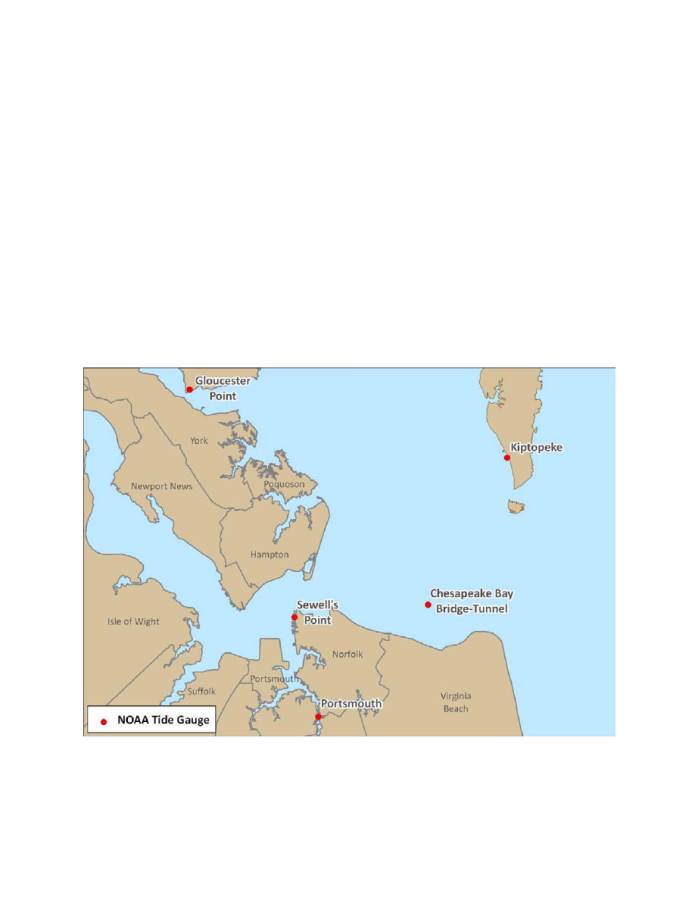 Gloucester
Point
York
Kiptopeke
Newport News
Poquoson
Hampton
Chesapeake Bay
Bridge-Tunnel
Sewell's
Point
Isle of Wight
Norfolk
Portsmouth
Suffolk
Virginia
Beach
Portsmouth
NOAA Tide Gauge